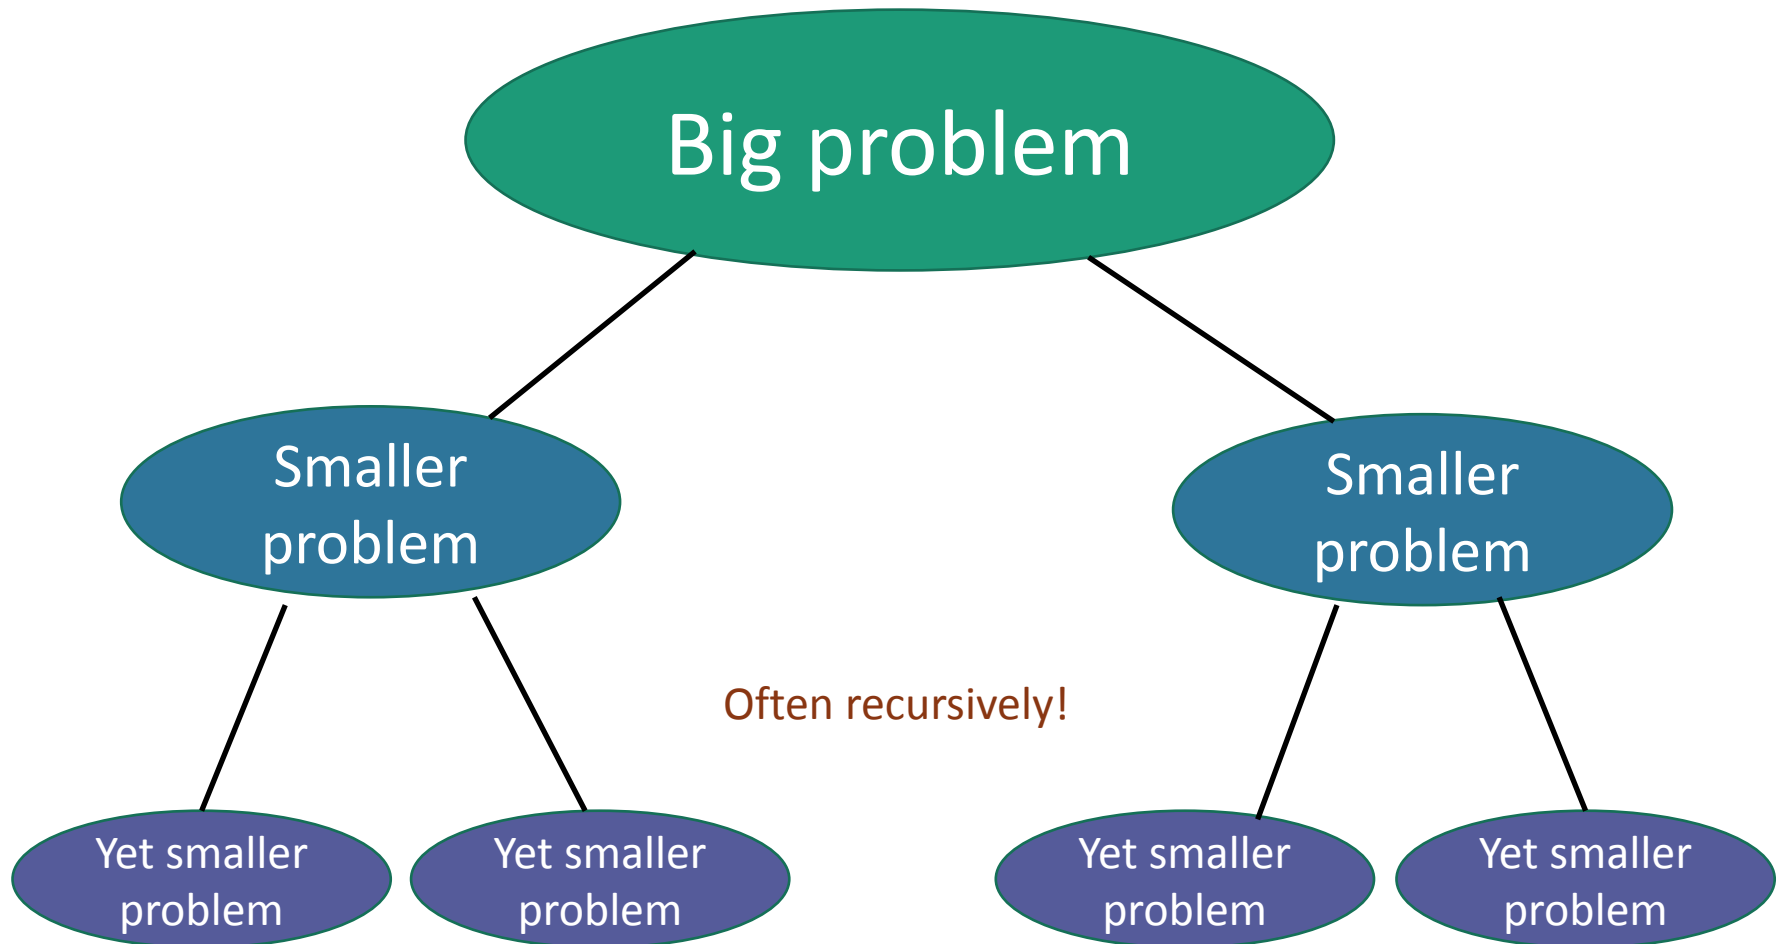 Big problem
Smaller
problem
Smaller
problem
Often recursively!
Yet smaller
problem
Yet smaller
problem
Yet smaller
problem
Yet smaller
problem